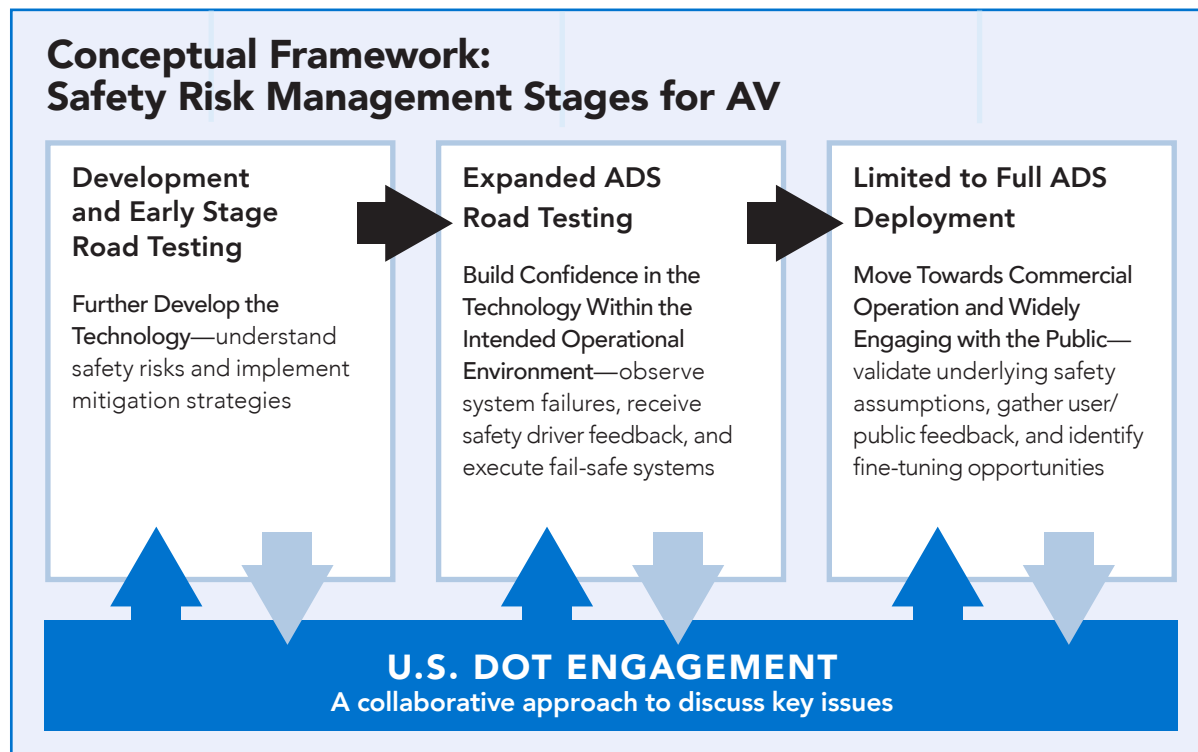 Conceptual Framework:
Safety Risk Management Stages for AV
Development
and Early Stage
Road Testing
Further Develop the
Technology—understand
safety risks and implement
mitigation strategies
Expanded ADS
Road Testing
Build Confidence in the
Technology Within the
Intended Operational
Environment—observe
system failures, receive
safety driver feedback, and
execute fail-safe systems
Limited to Full ADS
Deployment
Move Towards Commercial
Operation and Widely
Engaging with the Public—
validate underlying safety
assumptions, gather user/
public feedback, and identify
fine-tuning opportunities
U.S. DOT ENGAGEMENT
A collaborative approach to discuss key issues